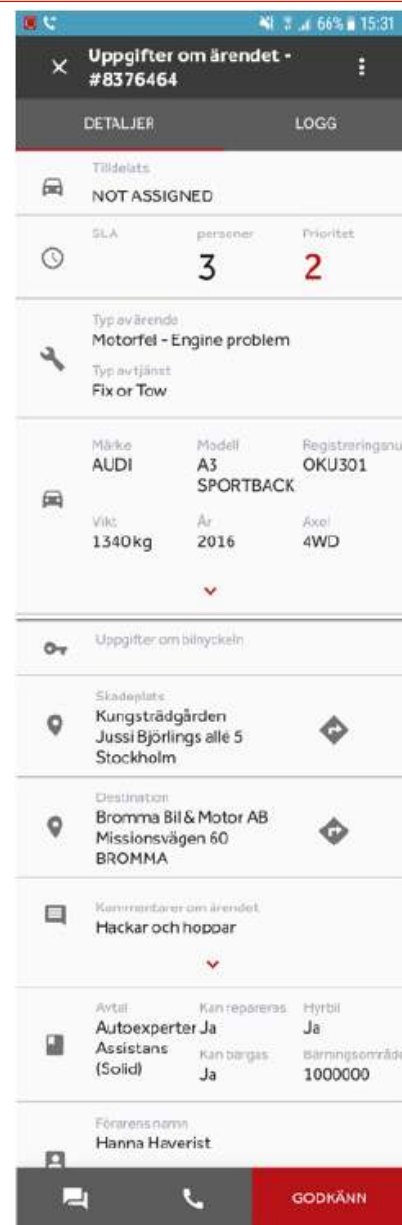 66% 15:31
Uppgifter om ärendet -
#8376464
DETALJER LOGG
Tilldelats
NOT ASSIGNED
SLA personer Prioritet
3 2
Typ av ärende
Motorfel - Engine problem
Typ av tjänst
Fix or Tow
Märke Modell Registreringsnu
AUDI A3 OKU301
SPORTBACK
Vikt År Axel
1340kg 2016 4WD
Uppgifter om bilnyckeln
Skadeplats
Kungsträdgården
Jussi Björlings allé 5
Stockholm
Destination
Bromma Bil & Motor AB
Missionsvägen 60
BROMMA
Kommentarer om ärendet
Hackar och hoppar
Avtal Kan repareras Hyrbil
Autoexperter Ja Ja
Assistans Kan bärgas Bärningsområde
(Solid) Ja 1000000
Förarens namn
Hanna Haverist
GODKÄNN